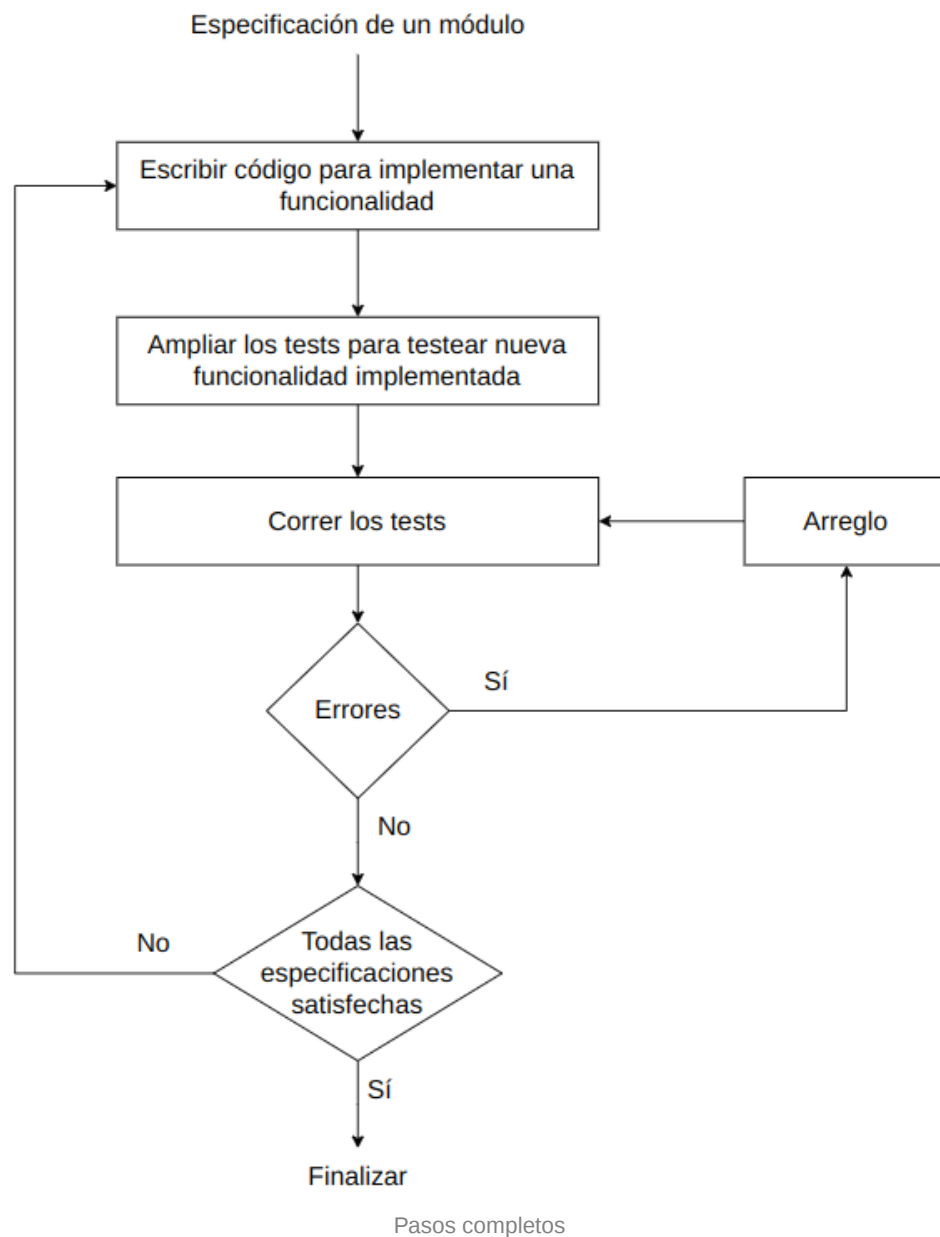 Especificación de un módulo
Escribir código para implementar una
funcionalidad
Ampliar los tests para testear nueva
funcionalidad implementada
Correr los tests
Arreglo
Sí
Errores
No
No
Todas las
especificaciones
satisfechas
Sí
Finalizar
Pasos completos